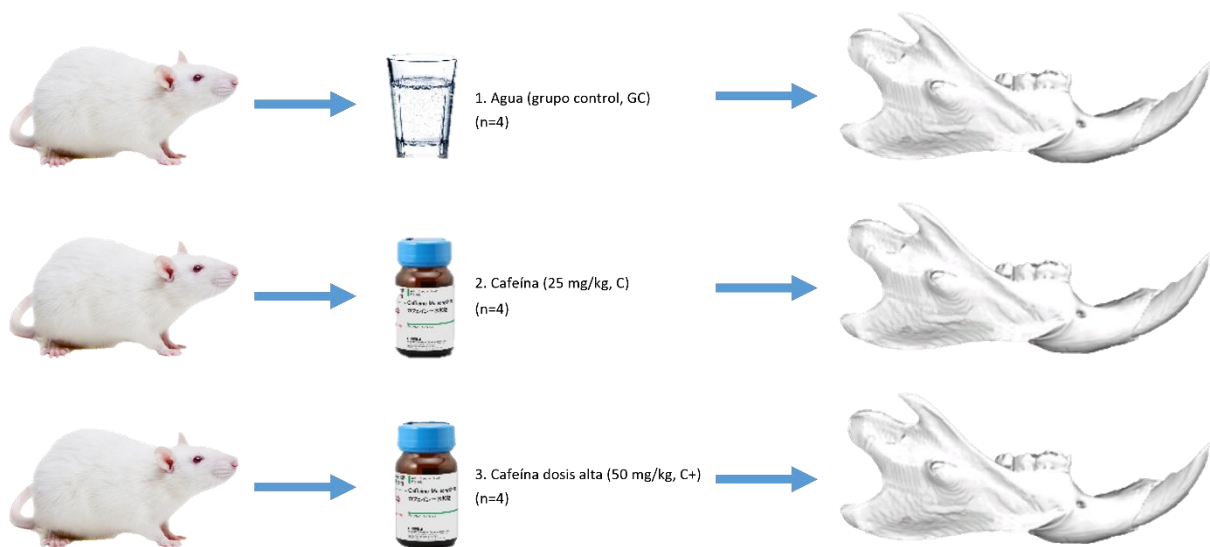 1. Agua (grupo control, GC)
(n=4)
2. Cafeína (25 mg/kg, C)
(n=4)
3. Cafeína dosis alta (50 mg/kg, C+)
(n=4)